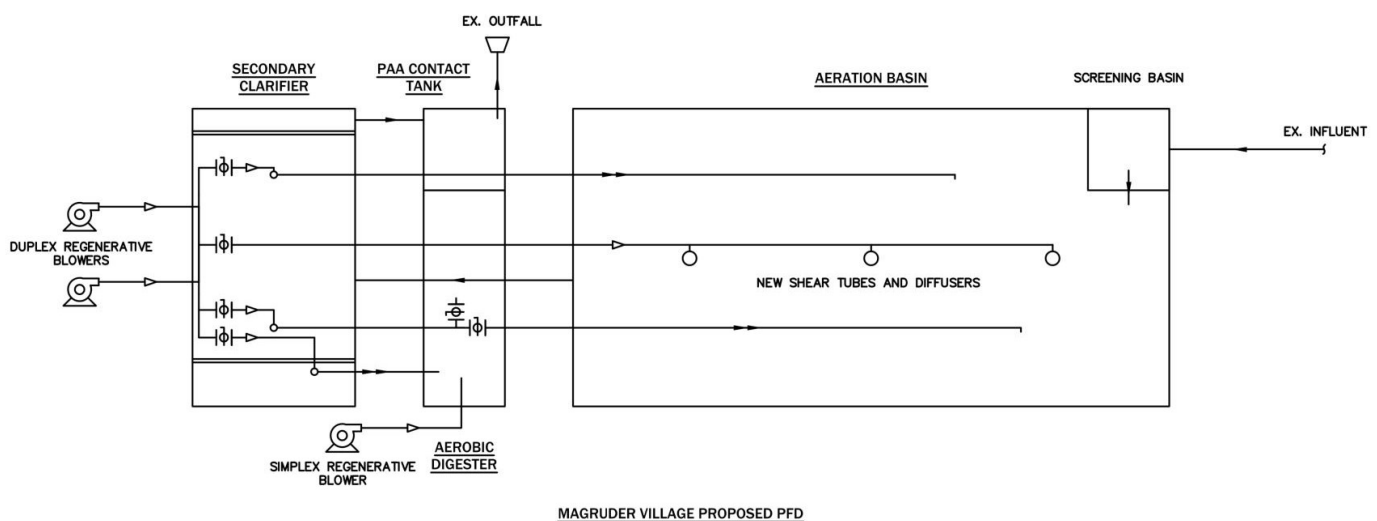 EX. OUTFALL
SECONDARY
CLARIFIER
PAA CONTACT
TANK
AERATION BASIN
SCREENING BASIN
EX. INFLUENT
DUPLEX REGENERATIVE
BLOWERS
NEW SHEAR TUBES AND DIFFUSERS
SIMPLEX REGENERATIVE
BLOWER
AEROBIC
DIGESTER
MAGRUDER VILLAGE PROPOSED PFD